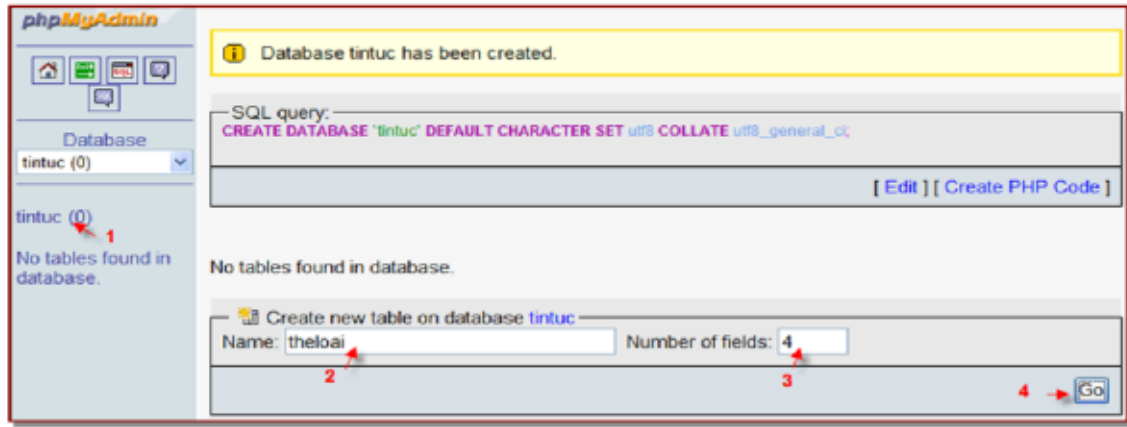 phpMyAdmin
Database
tintuc (0)
tintuc (0)
1
No tables found in
database.
Database tintuc has been created.
SQL query:
CREATE DATABASE `tintuc` DEFAULT CHARACTER SET utf8 COLLATE utf8_general_ci;
[ Edit ] [ Create PHP Code ]
No tables found in database.
Create new table on database tintuc
Name: theloai Number of fields: 4
2 3
4 Go